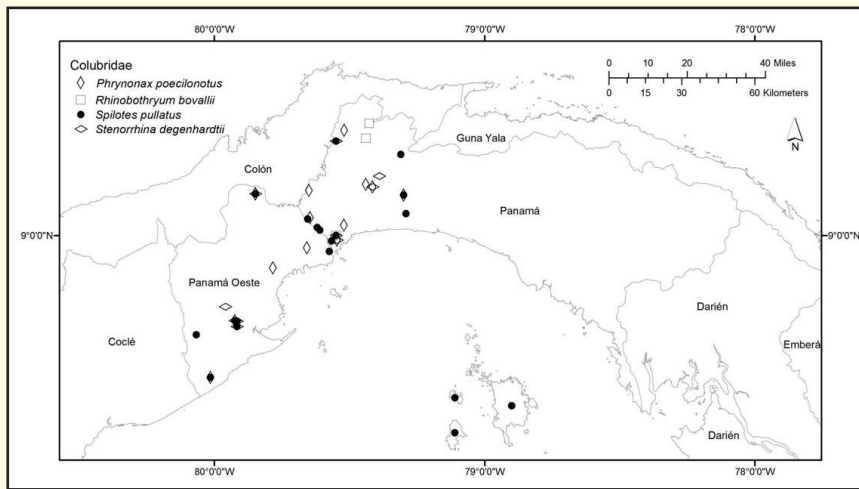 80°0'0"W 79°0'0"W 78°0'0"W
Colubridae
Phrynonax poecilonotus
Rhinobothryum bovallii
Spilotes pullatus
Stenorrhina degenhardtii
0 10 20 40 Miles
0 15 30 60 Kilometers
N
Guna Yala
Colón
Panamá
9°0'0"N 9°0'0"N
Panamá Oeste
Darién
Coclé
Emberá
Darién
80°0'0"W 79°0'0"W 78°0'0"W